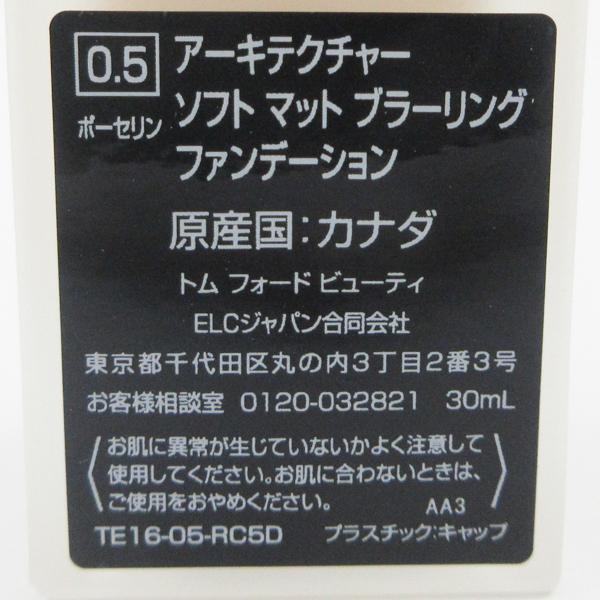 0.5
ポーセリン
アーキテクチャー
ソフト マット ブラーリング
ファンデーション
原産国:カナダ
トム フォード ビューティ
ELCジャパン合同会社
東京都千代田区丸の内3丁目2番3号
お客様相談室 0120-032821 30mL
お肌に異常が生じていないかよく注意して
使用してください。お肌に合わないときは、
ご使用をおやめください。
AA3
TE16-05-RC5D プラスチック:キャップ